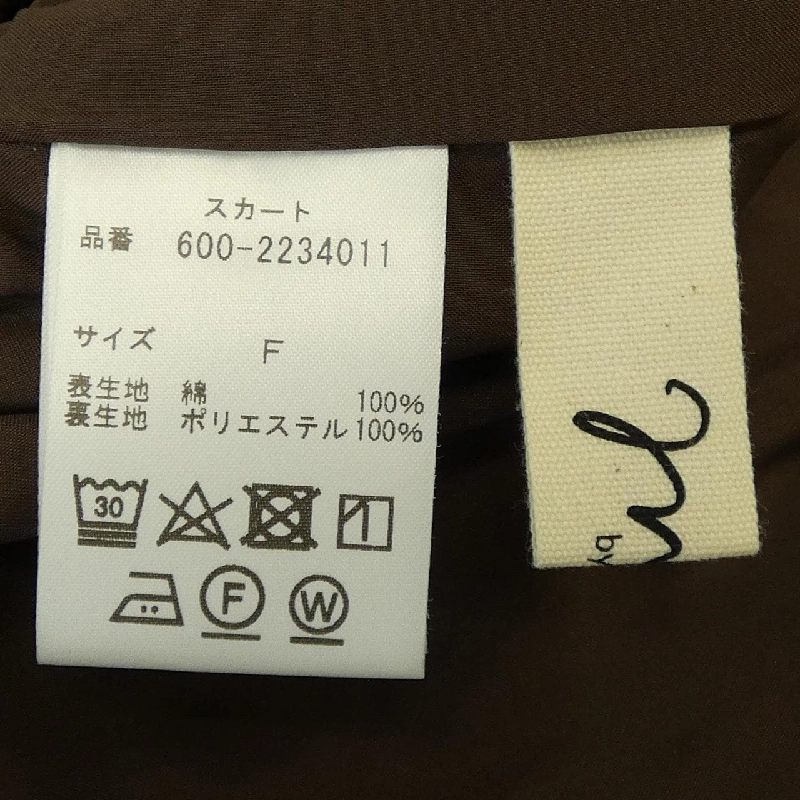 スカート
品番 600-2234011
サイズ F
表生地 綿 100%
裏生地 ポリエステル 100%
30
F
W
by